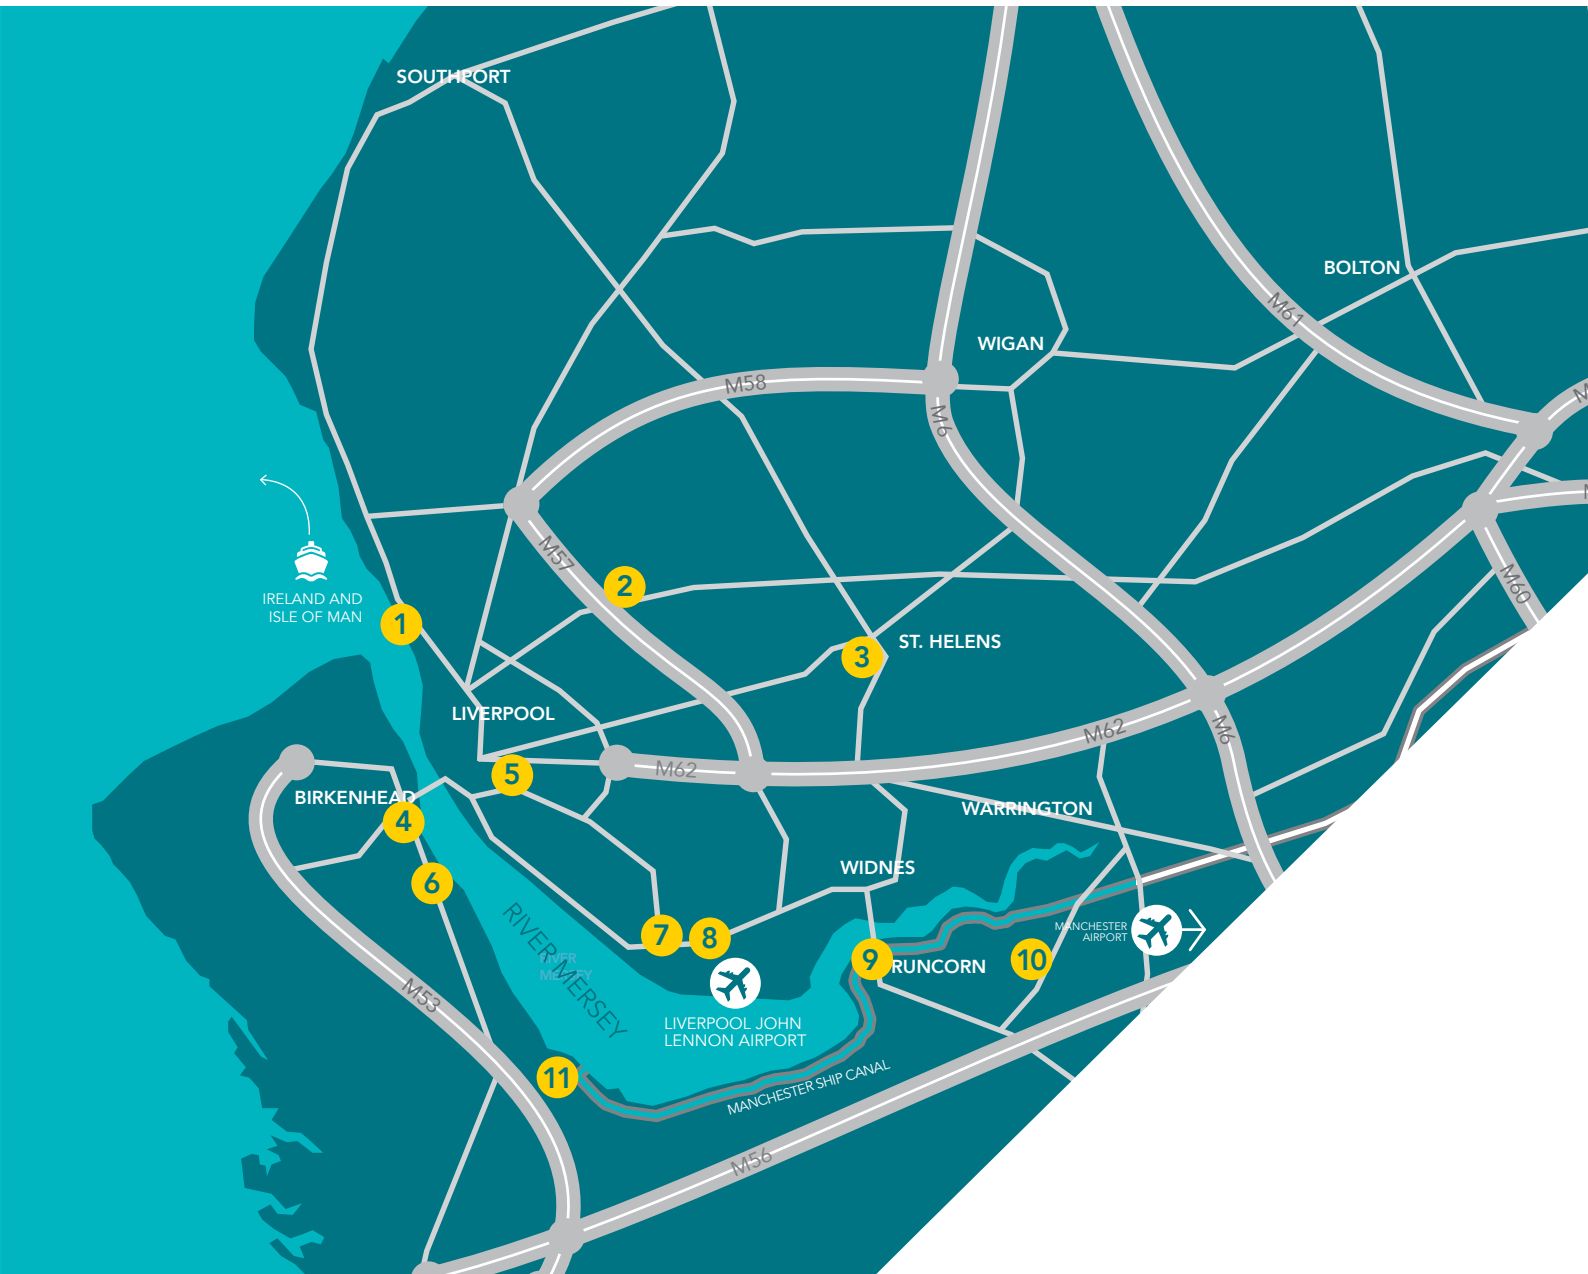 SOUTHPORT
BOLTON
M61
WIGAN
M58
M6
M57
2
M60
IRELAND AND
ISLE OF MAN
1
3
ST. HELENS
LIVERPOOL
M62
M6
5
M62
BIRKENHEAD
4
WARRINGTON
WIDNES
6
RIVER MERSEY
RIVER
MERSEY
7
8
MANCHESTER
AIRPORT
9
RUNCORN
10
M53
LIVERPOOL JOHN
LENNON AIRPORT
11
MANCHESTER SHIP CANAL
M56